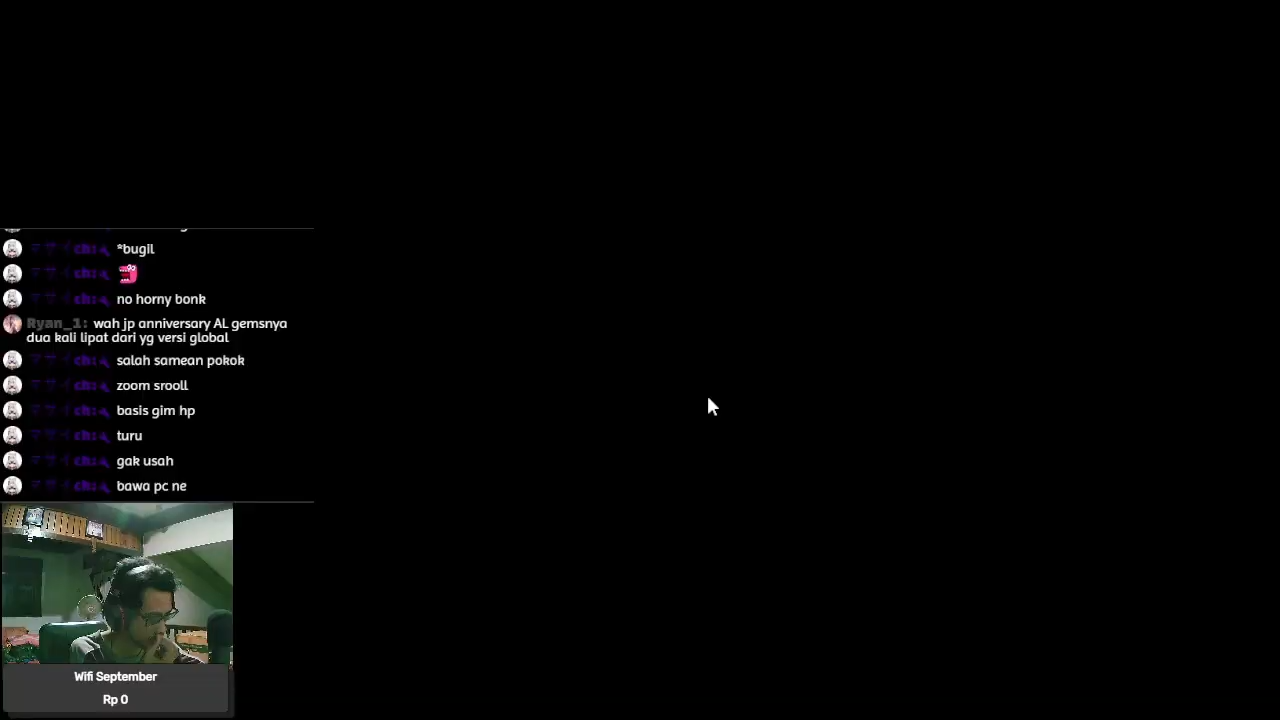 *bugil
no horny bonk
Ryan_1: wah jp anniversary AL gemsnya
dua kali lipat dari yg versi global
salah samean pokok
zoom srooll
basis gim hp
turu
gak usah
bawa pc ne
Wifi September
Rp 0